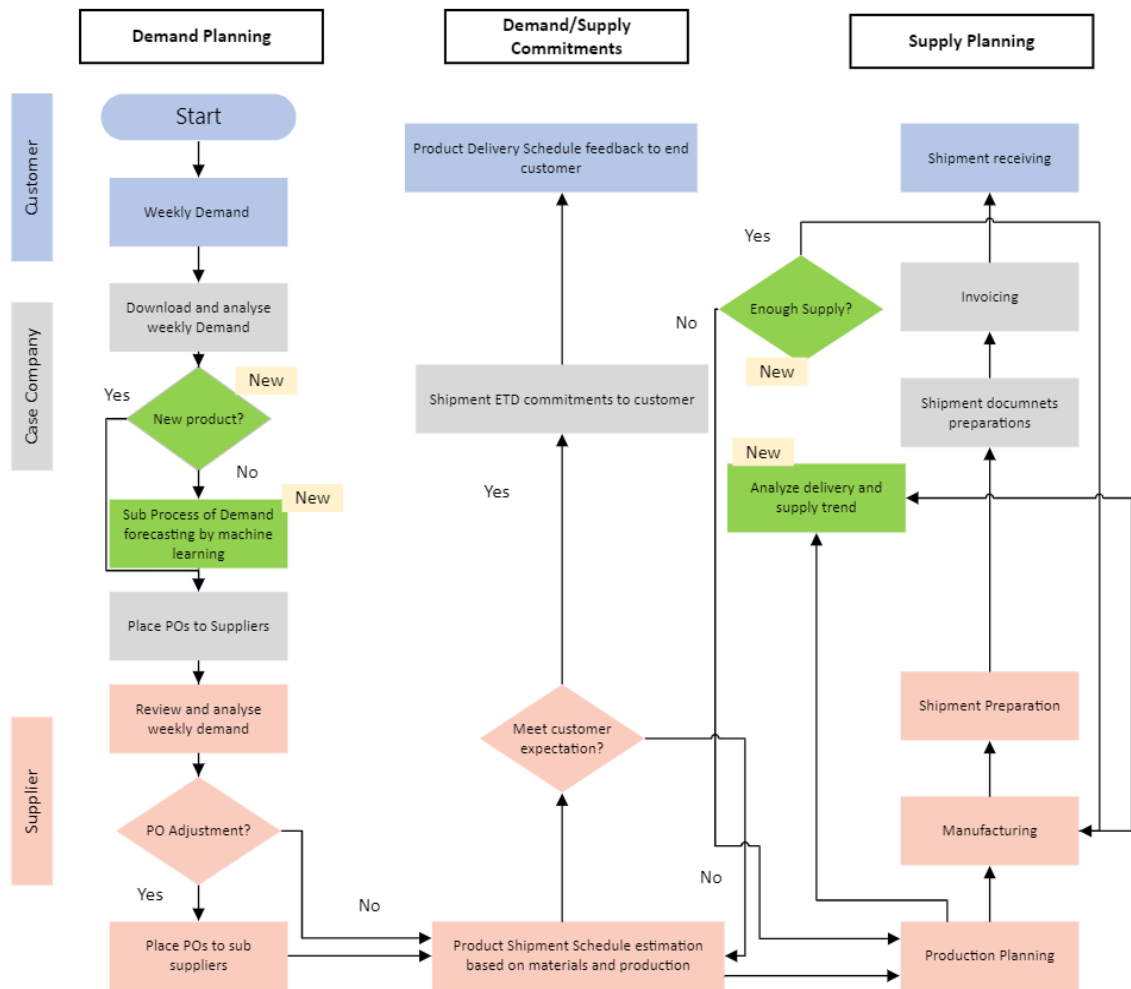 Demand Planning
Demand/Supply
Commitments
Supply Planning
Customer
Start
Weekly Demand
Case Company
Download and analyse
weekly Demand
New
Yes
New product?
No
New
Sub Process of Demand
forecasting by machine
learning
Place POs to Suppliers
Supplier
Review and analyse
weekly demand
PO Adjustment?
Yes
No
Place POs to sub
suppliers
Product Delivery Schedule feedback to end
customer
Shipment ETD commitments to customer
Yes
Meet customer
expectation?
No
Product Shipment Schedule estimation
based on materials and production
Shipment receiving
Yes
Enough Supply?
No
New
Invoicing
Shipment documnets
preparations
New
Analyze delivery and
supply trend
Shipment Preparation
Manufacturing
Production Planning